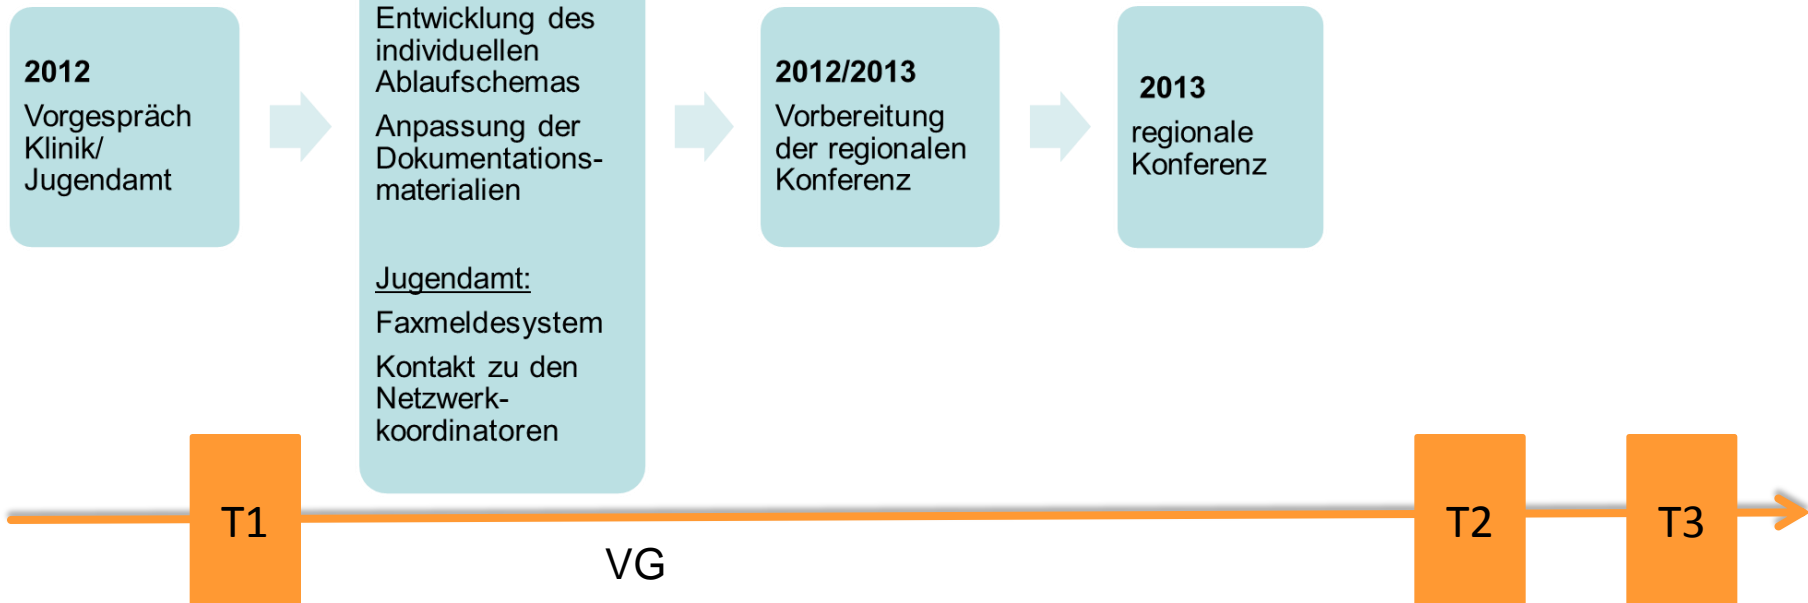 2012
Vorgespräch
Klinik/
Jugendamt
Entwicklung des
individuellen
Ablaufschemas
Anpassung der
Dokumentations-
materialien
Jugendamt:
Faxmeldesystem
Kontakt zu den
Netzwerk-
koordinatoren
2012/2013
Vorbereitung
der regionalen
Konferenz
2013
regionale
Konferenz
T1
VG
T2
T3